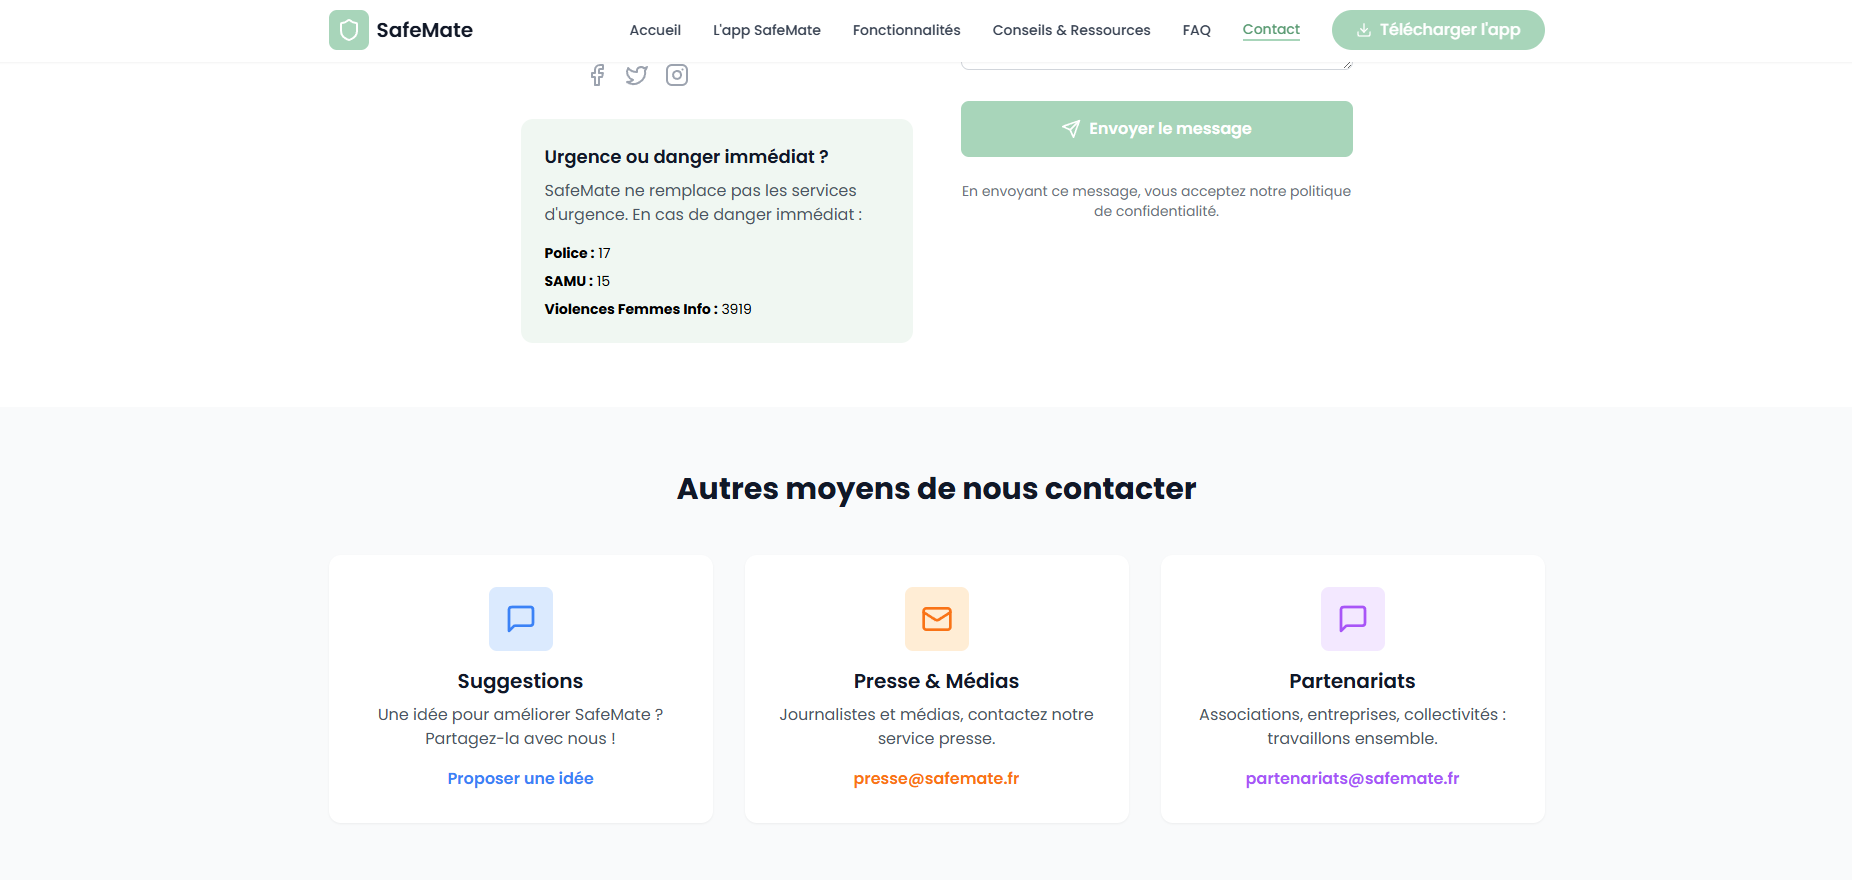 SafeMate
Accueil
L'app SafeMate
Fonctionnalités
Conseils & Ressources
FAQ
Contact
Télécharger l'app
Urgence ou danger immédiat ?
SafeMate ne remplace pas les services
d'urgence. En cas de danger immédiat :
Police : 17
SAMU : 15
Violences Femmes Info : 3919
Envoyer le message
En envoyant ce message, vous acceptez notre politique
de confidentialité.
Autres moyens de nous contacter
Suggestions
Une idée pour améliorer SafeMate ?
Partagez-la avec nous !
Proposer une idée
Presse & Médias
Journalistes et médias, contactez notre
service presse.
presse@safemate.fr
Partenariats
Associations, entreprises, collectivités :
travaillons ensemble.
partenariats@safemate.fr